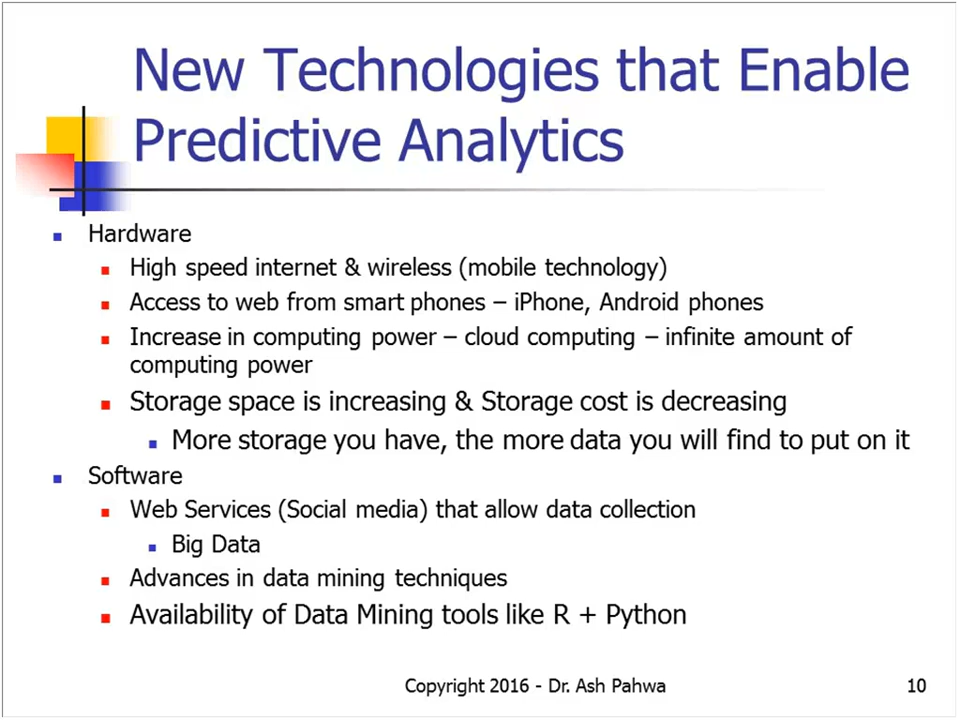 New Technologies that Enable
Predictive Analytics
Hardware
High speed internet & wireless (mobile technology)
Access to web from smart phones – iPhone, Android phones
Increase in computing power – cloud computing – infinite amount of
computing power
Storage space is increasing & Storage cost is decreasing
More storage you have, the more data you will find to put on it
Software
Web Services (Social media) that allow data collection
Big Data
Advances in data mining techniques
Availability of Data Mining tools like R + Python
Copyright 2016 - Dr. Ash Pahwa 10